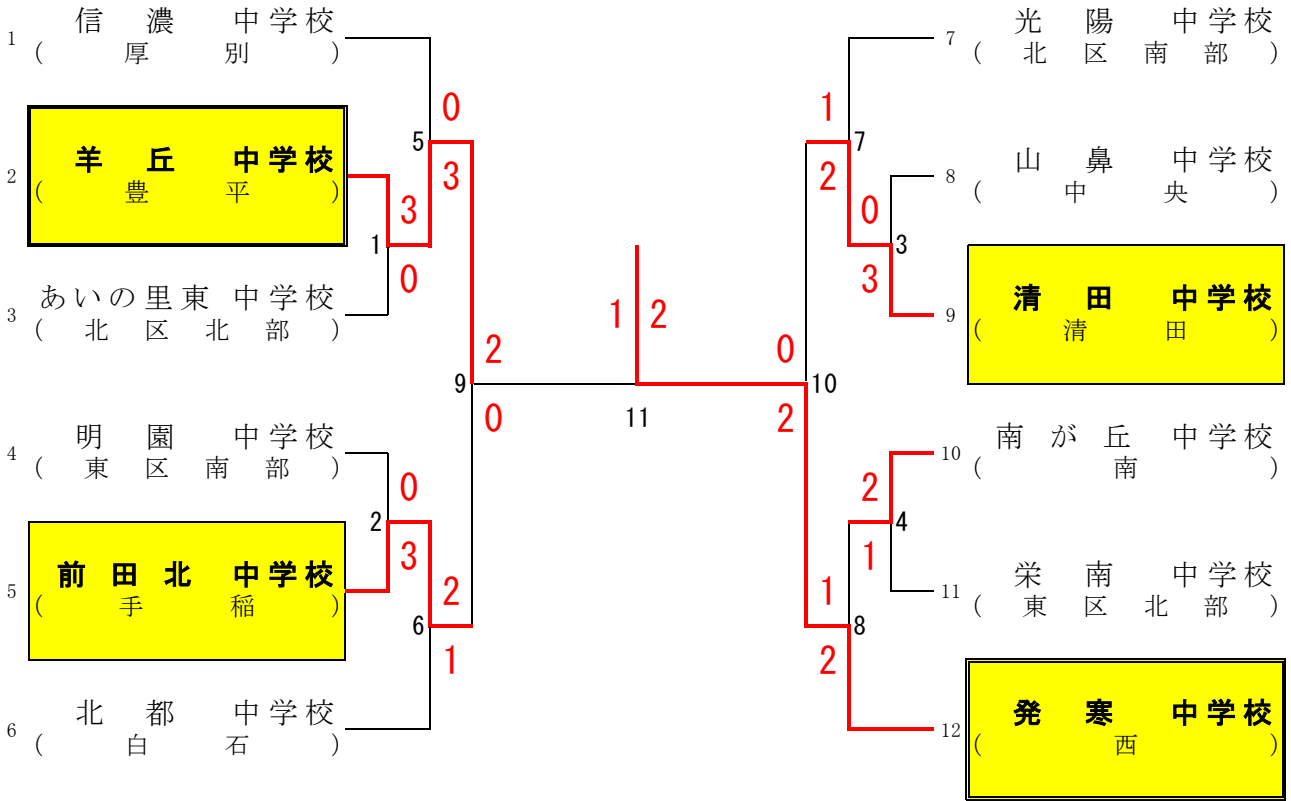 1 信濃 中学校
(厚別)
2 羊丘 中学校
(豊平)
3 あいの里東 中学校
(北区北部)
4 明園 中学校
(東区南部)
5 前田北 中学校
(手稲)
6 北都 中学校
(白石)
0
5
3
3
1
0
2
9
0
0
2
3
2
6
1
1 2
11
7 光陽 中学校
(北区南部)
8 山鼻 中学校
(中央)
9 清田 中学校
(清田)
10 南が丘 中学校
(南)
11 栄南 中学校
(東区北部)
12 発寒 中学校
(西)
1
7
2
0
3
3
0
10
2
2
4
1
1
8
2